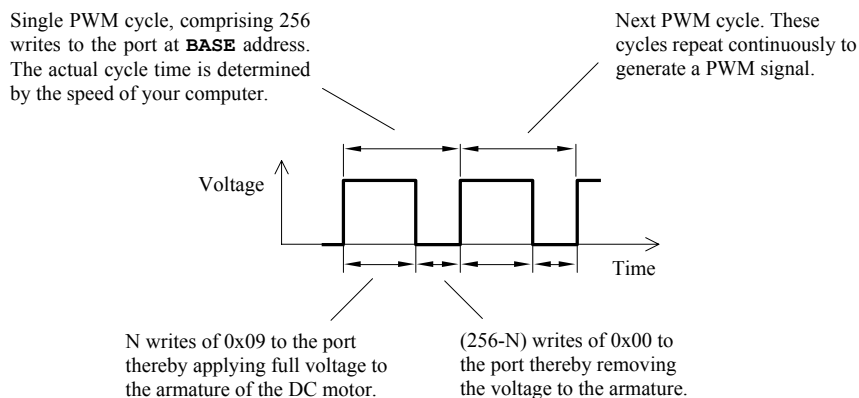 Single PWM cycle, comprising 256
writes to the port at BASE address.
The actual cycle time is determined
by the speed of your computer.
Next PWM cycle. These
cycles repeat continuously to
generate a PWM signal.
Voltage
Time
N writes of 0x09 to the port
thereby applying full voltage to
the armature of the DC motor.
(256-N) writes of 0x00 to
the port thereby removing
the voltage to the armature.